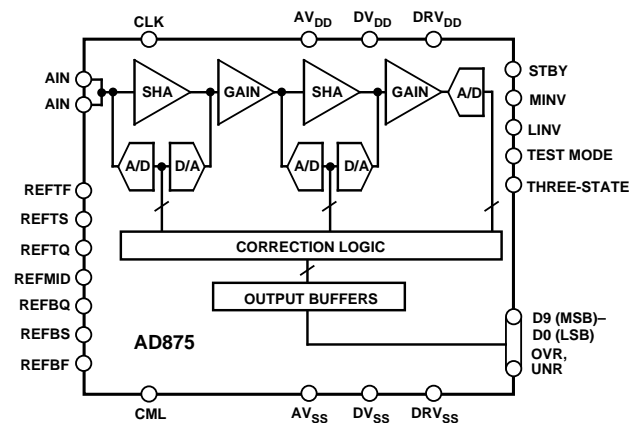 CLK
AVDD
DVDD
DRVDD
AIN
AIN
SHA
GAIN
SHA
GAIN
A/D
STBY
MINV
LINV
TEST MODE
THREE-STATE
A/D
D/A
A/D
D/A
REFTF
REFTS
REFTQ
REFMID
REFBQ
REFBS
REFBF
CORRECTION LOGIC
OUTPUT BUFFERS
AD875
D9 (MSB)–
D0 (LSB)
OVR,
UNR
CML
AVSS
DVSS
DRVSS